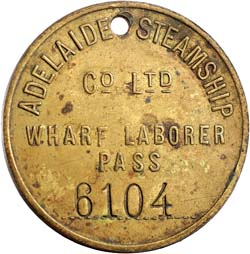 ADELAIDE STEAMSHIP
CO LTD
WHARF LABORER
PASS
6104